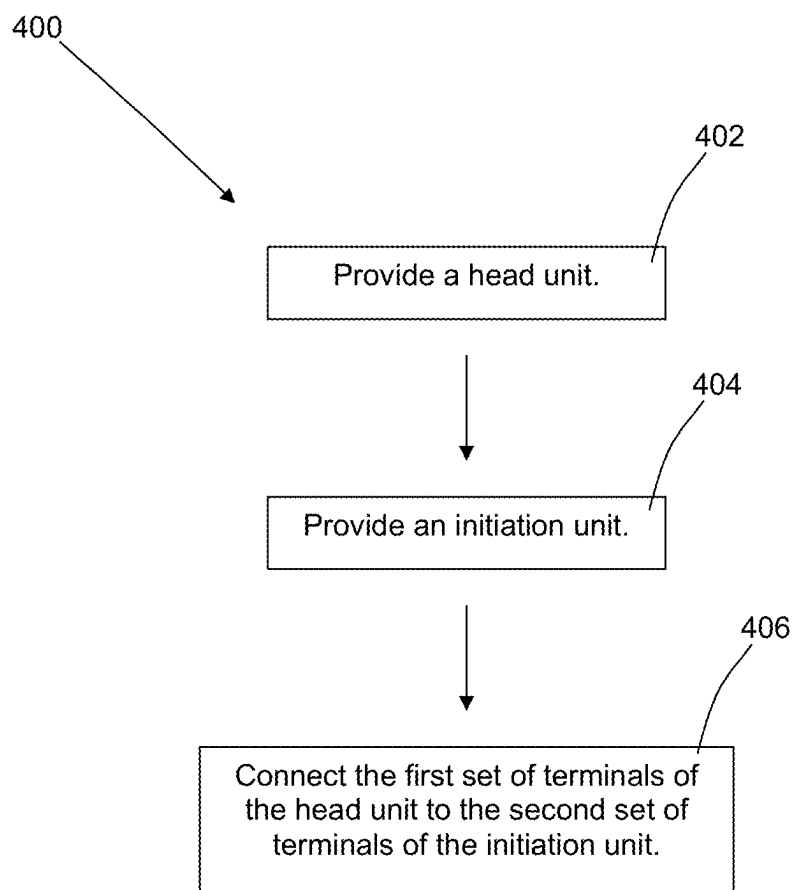 400
402
Provide a head unit.
404
Provide an initiation unit.
406
Connect the first set of terminals of
the head unit to the second set of
terminals of the initiation unit.